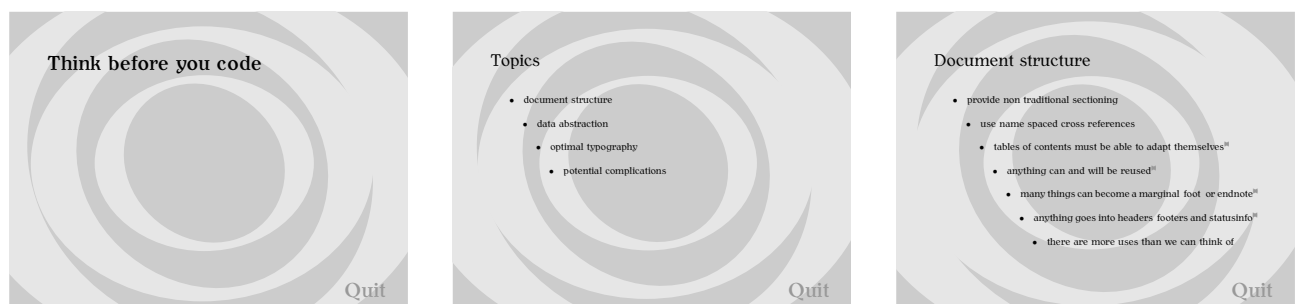 Think before you code
Quit
Topics
• document structure
• data abstraction
• optimal typography
• potential complications
Quit
Document structure
• provide non traditional sectioning
• use name spaced cross references
• tables of contents must be able to adapt themselves
• anything can and will be reused
• many things can become a marginal foot or endnote
• anything goes into headers footers and statusinfo
• there are more uses than we can think of
Quit